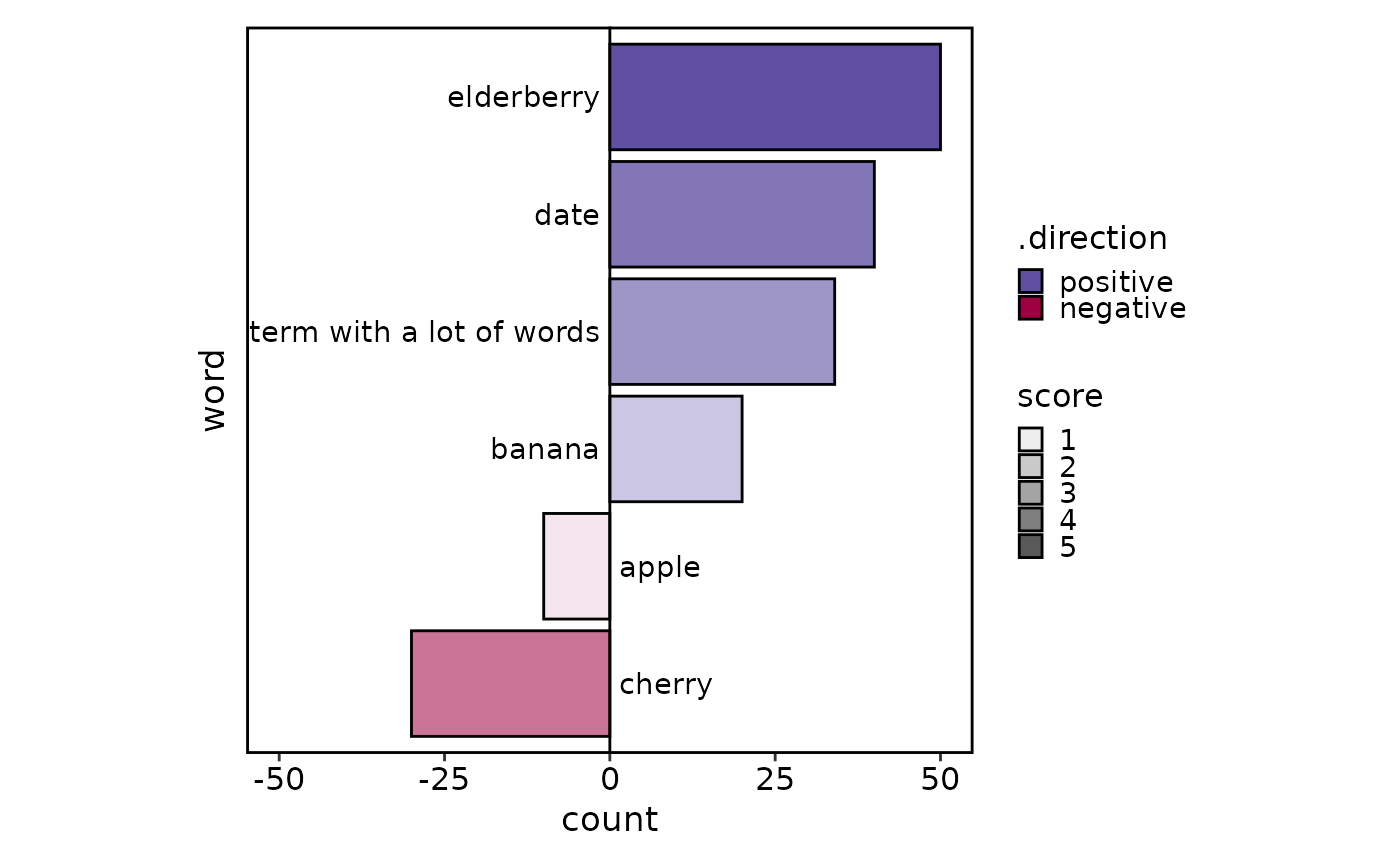 elderberry
date
term with a lot of words
banana
apple
cherry
word
-50 -25 0 25 50
count
.direction
positive
negative
score
1
2
3
4
5